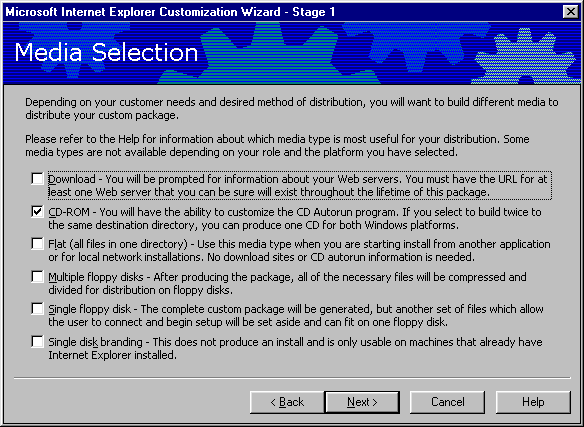 Microsoft Internet Explorer Customization Wizard - Stage 1
Media Selection
Depending on your customer needs and desired method of distribution, you will want to build different media to
distribute your custom package.
Please refer to the Help for information about which media type is most useful for your distribution. Some
media types are not available depending on your role and the platform you have selected.
Download - You will be prompted for information about your Web servers. You must have the URL for at
least one Web server that you can be sure will exist throughout the lifetime of this package.
CD-ROM - You will have the ability to customize the CD Autorun program. If you select to build twice to
the same destination directory, you can produce one CD for both Windows platforms.
Flat (all files in one directory) - Use this media type when you are starting install from another application
or for local network installations. No download sites or CD autorun information is needed.
Multiple floppy disks - After producing the package, all of the necessary files will be compressed and
divided for distribution on floppy disks.
Single floppy disk - The complete custom package will be generated, but another set of files which allow
the user to connect and begin setup will be set aside and can fit on one floppy disk.
Single disk branding - This does not produce an install and is only usable on machines that already have
Internet Explorer installed.
< Back
Next >
Cancel
Help